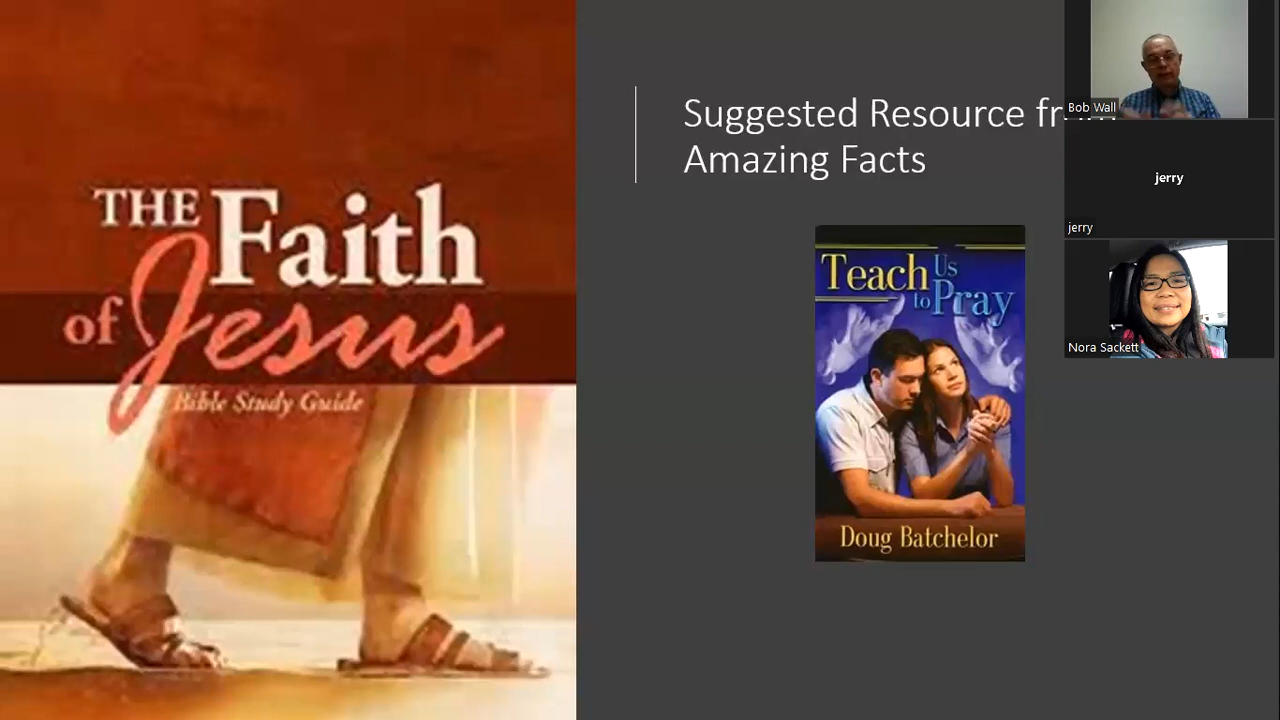 THE Faith
of Jesus
Bible Study Guide
Suggested Resource from
Amazing Facts
Teach Us
to Pray
Doug Batchelor
Bob Wall
jerry
jerry
Nora Sackett